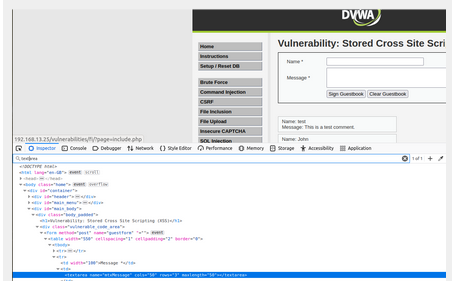 DVWA
Home
Instructions
Setup / Reset DB
Brute Force
Command Injection
CSRF
File Inclusion
File Upload
Insecure CAPTCHA
SQL Injection
Vulnerability: Stored Cross Site Scri
Name *
Message *
Sign Guestbook Clear Guestbook
Name: test
Message: This is a test comment.
Name: John
192.168.13.25/vulnerabilities/fi/?page=include.php
Inspector Console Debugger Network Style Editor Performance Memory Storage Accessibility Application
textarea
1 of 1
<!DOCTYPE html>
<html lang="en-GB"> event scroll
<head> </head>
<body class="home"> event overflow
<div id="container">
<div id="header"> </div>
<div id="main_menu"> </div>
<div id="main_body">
<div class="body_padded">
<h1>Vulnerability: Stored Cross Site Scripting (XSS)</h1>
<div class="vulnerable_code_area">
<form method="post" name="guestform" "=""> event
<table width="550" cellspacing="1" cellpadding="2" border="0">
<tbody>
<tr> </tr>
<tr>
<td width="100">Message *</td>
<td>
<textarea name="mtxMessage" cols="50" rows="3" maxlength="50"></textarea>